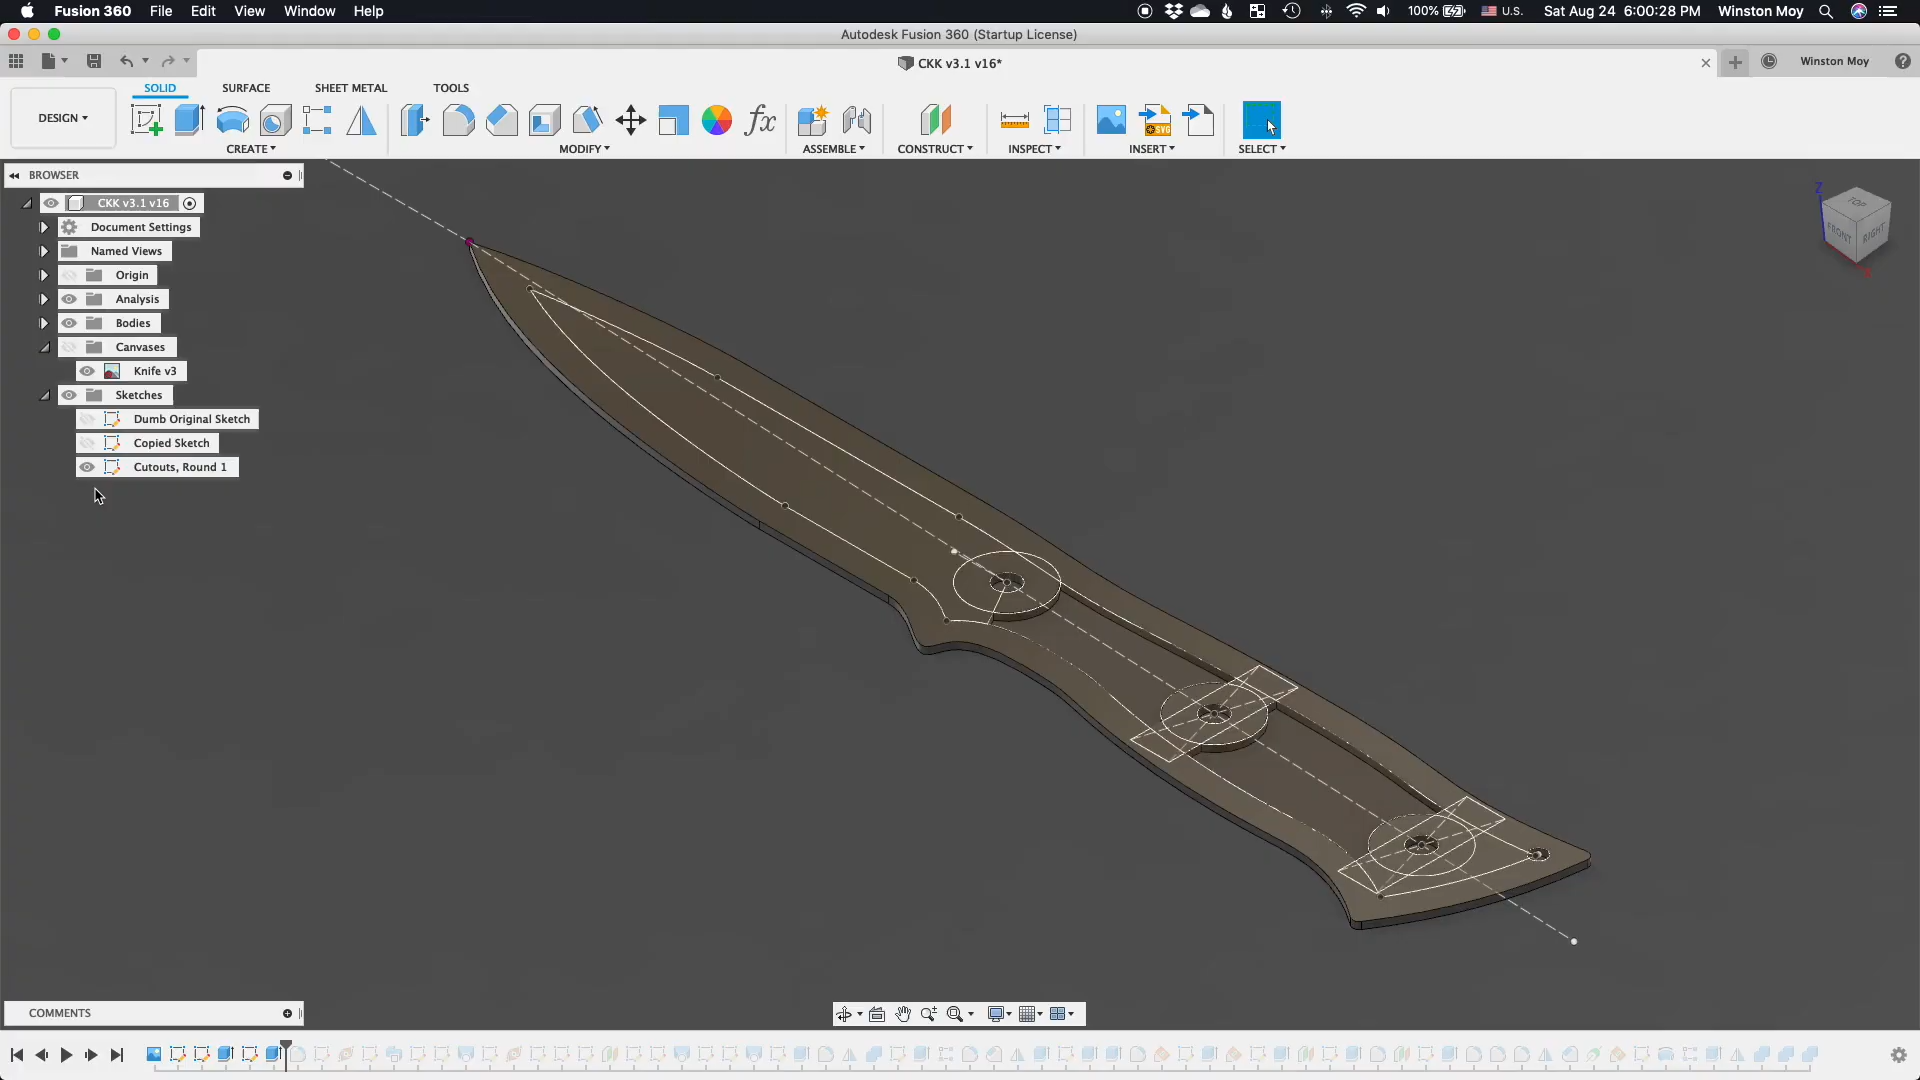 Fusion 360 File Edit View Window Help 100% U.S. Sat Aug 24 6:00:28 PM Winston Moy
Autodesk Fusion 360 (Startup License)
CKK v3.1 v16* Winston Moy
SOLID SURFACE SHEET METAL TOOLS
DESIGN
CREATE MODIFY ASSEMBLE CONSTRUCT INSPECT INSERT SELECT
BROWSER
CKK v3.1 v16
Document Settings
Named Views
Origin
Analysis
Bodies
Canvases
Knife v3
Sketches
Dumb Original Sketch
Copied Sketch
Cutouts, Round 1
Z
TOP
FRONT RIGHT
X
COMMENTS